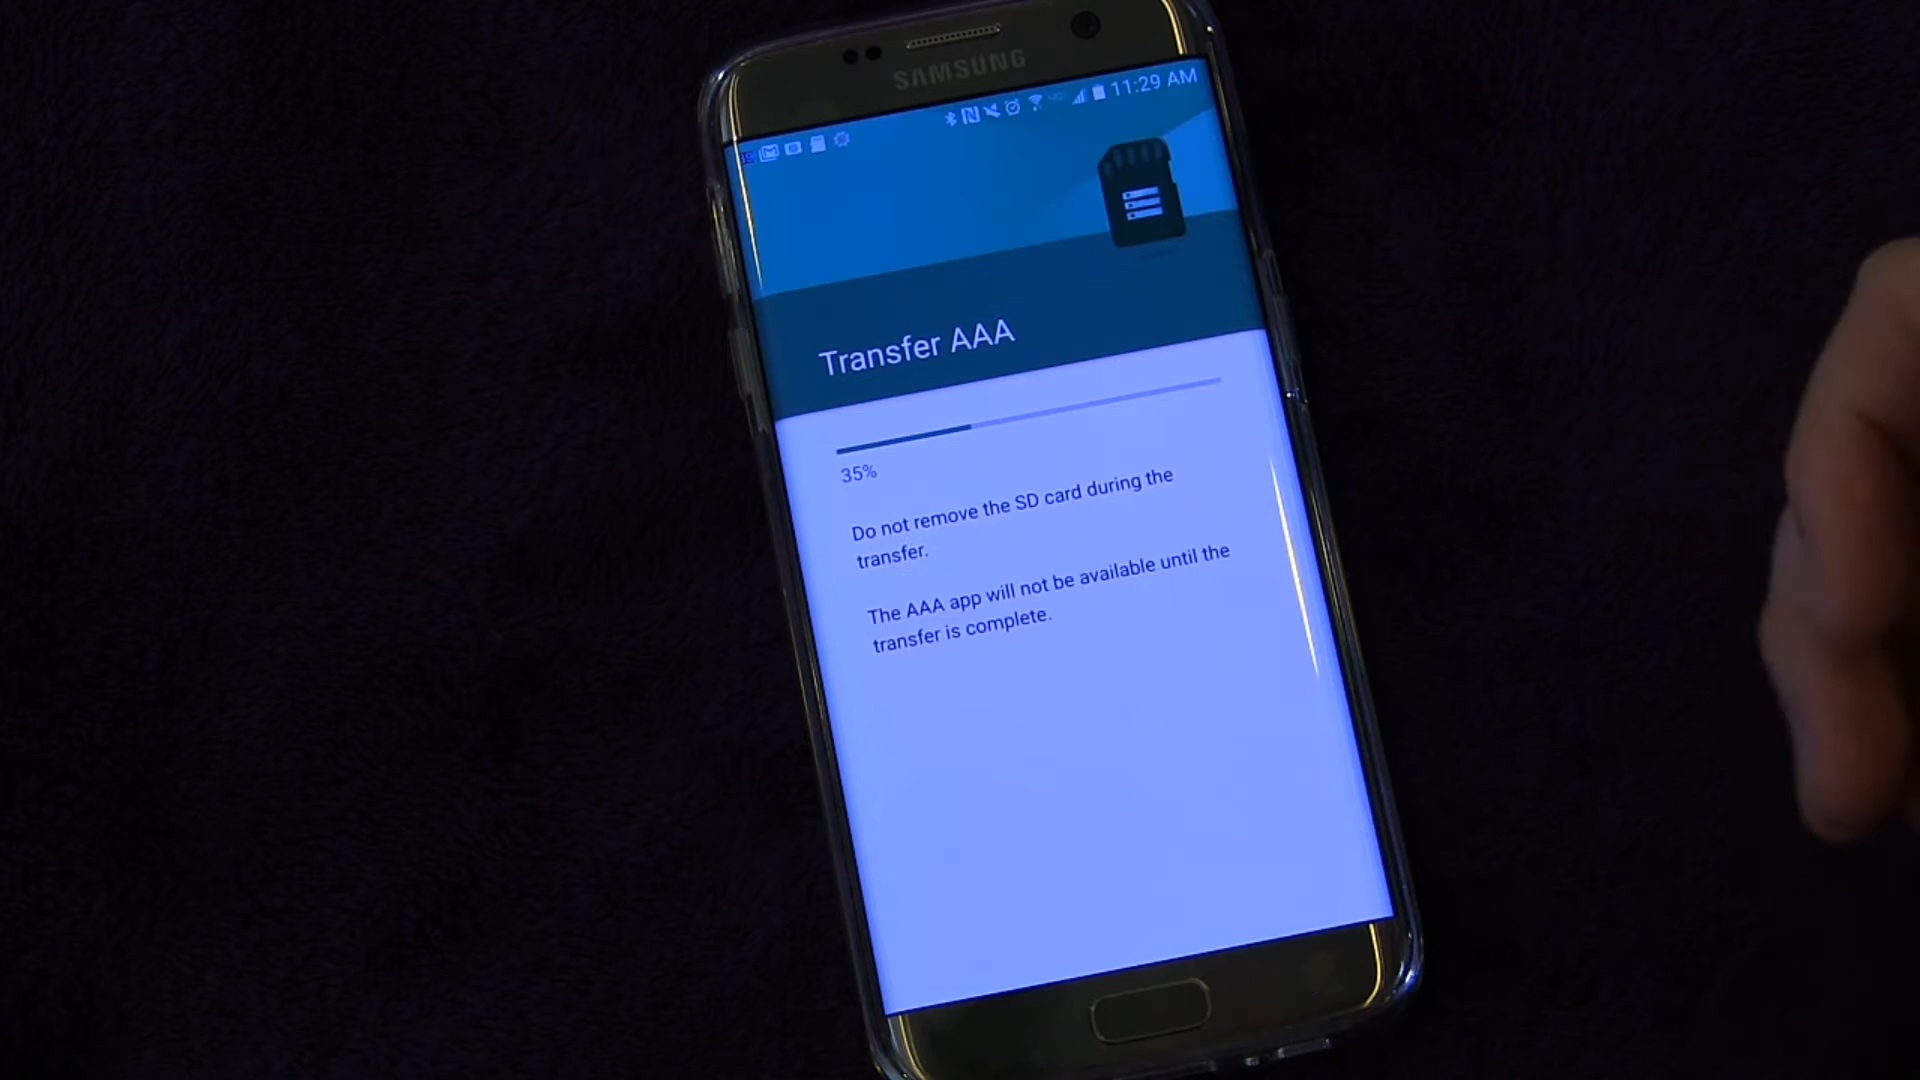 SAMSUNG
11:29 AM
Transfer AAA
35%
Do not remove the SD card during the
transfer.
The AAA app will not be available until the
transfer is complete.